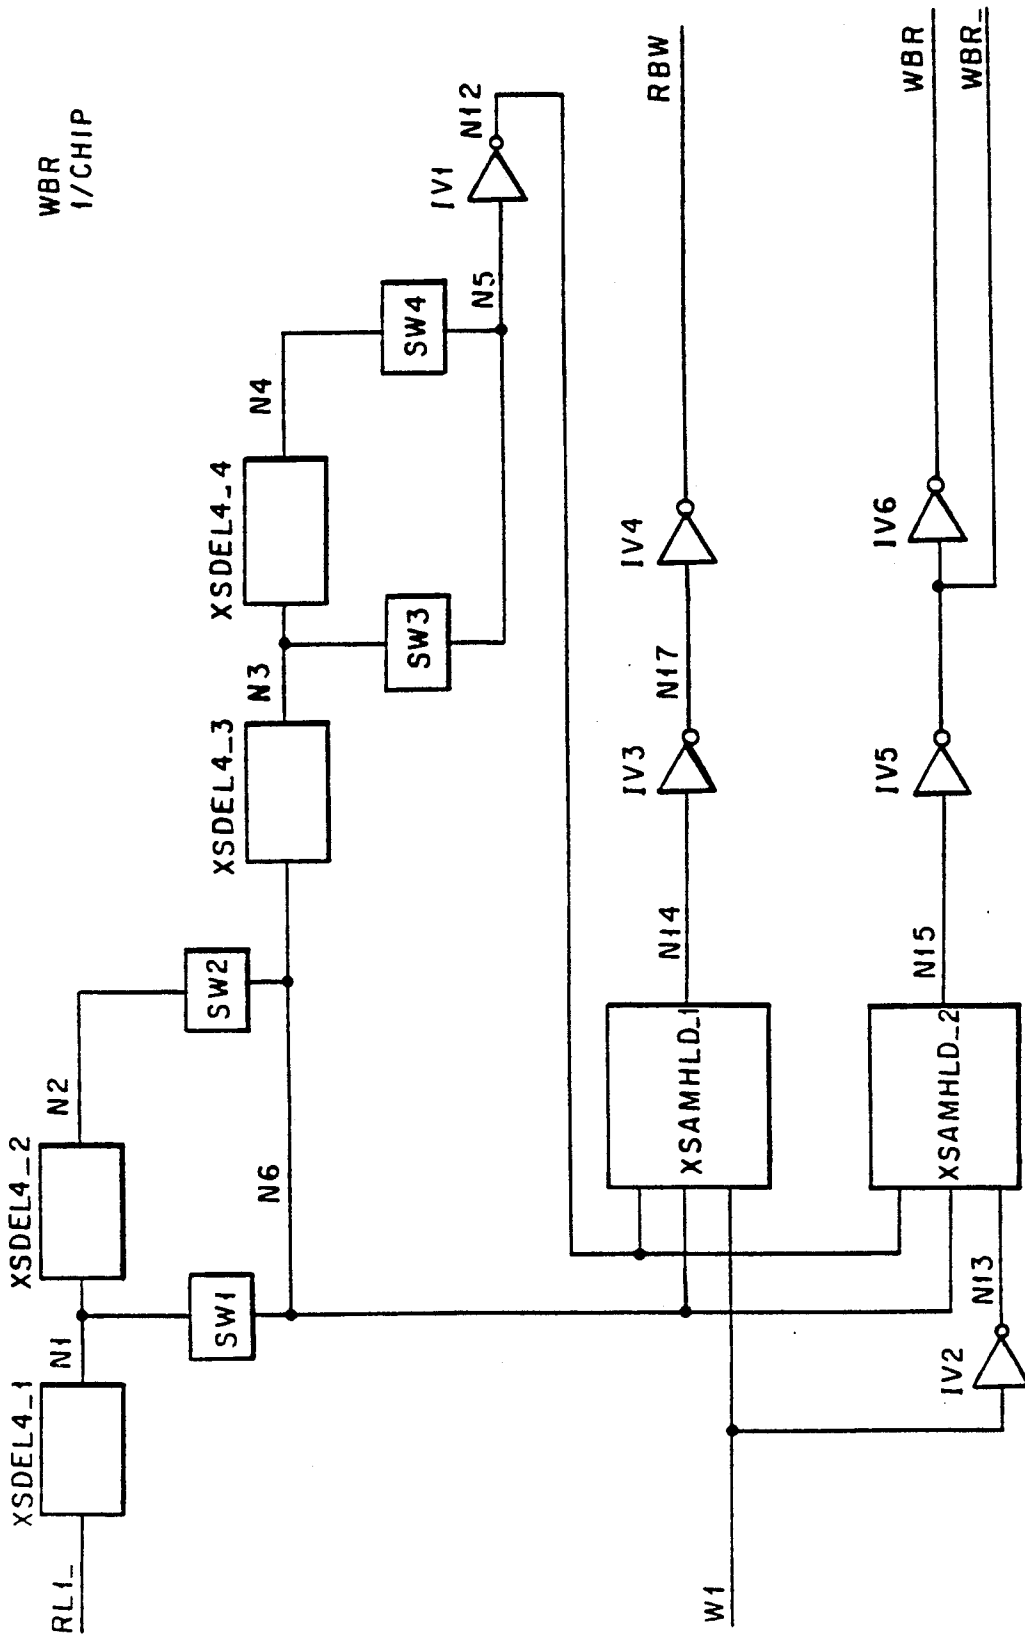 WBR
1/CHIP
RL1_
XSDEL4_1
N1
XSDEL4_2
N2
SW1
SW2
N6
XSDEL4_3
N3
XSDEL4_4
N4
SW3
SW4
N5
IV1
N12
W1
XSAMHLD_1
N14
IV3
N17
IV4
RBW
IV2
N13
XSAMHLD_2
N15
IV5
IV6
WBR
WBR_